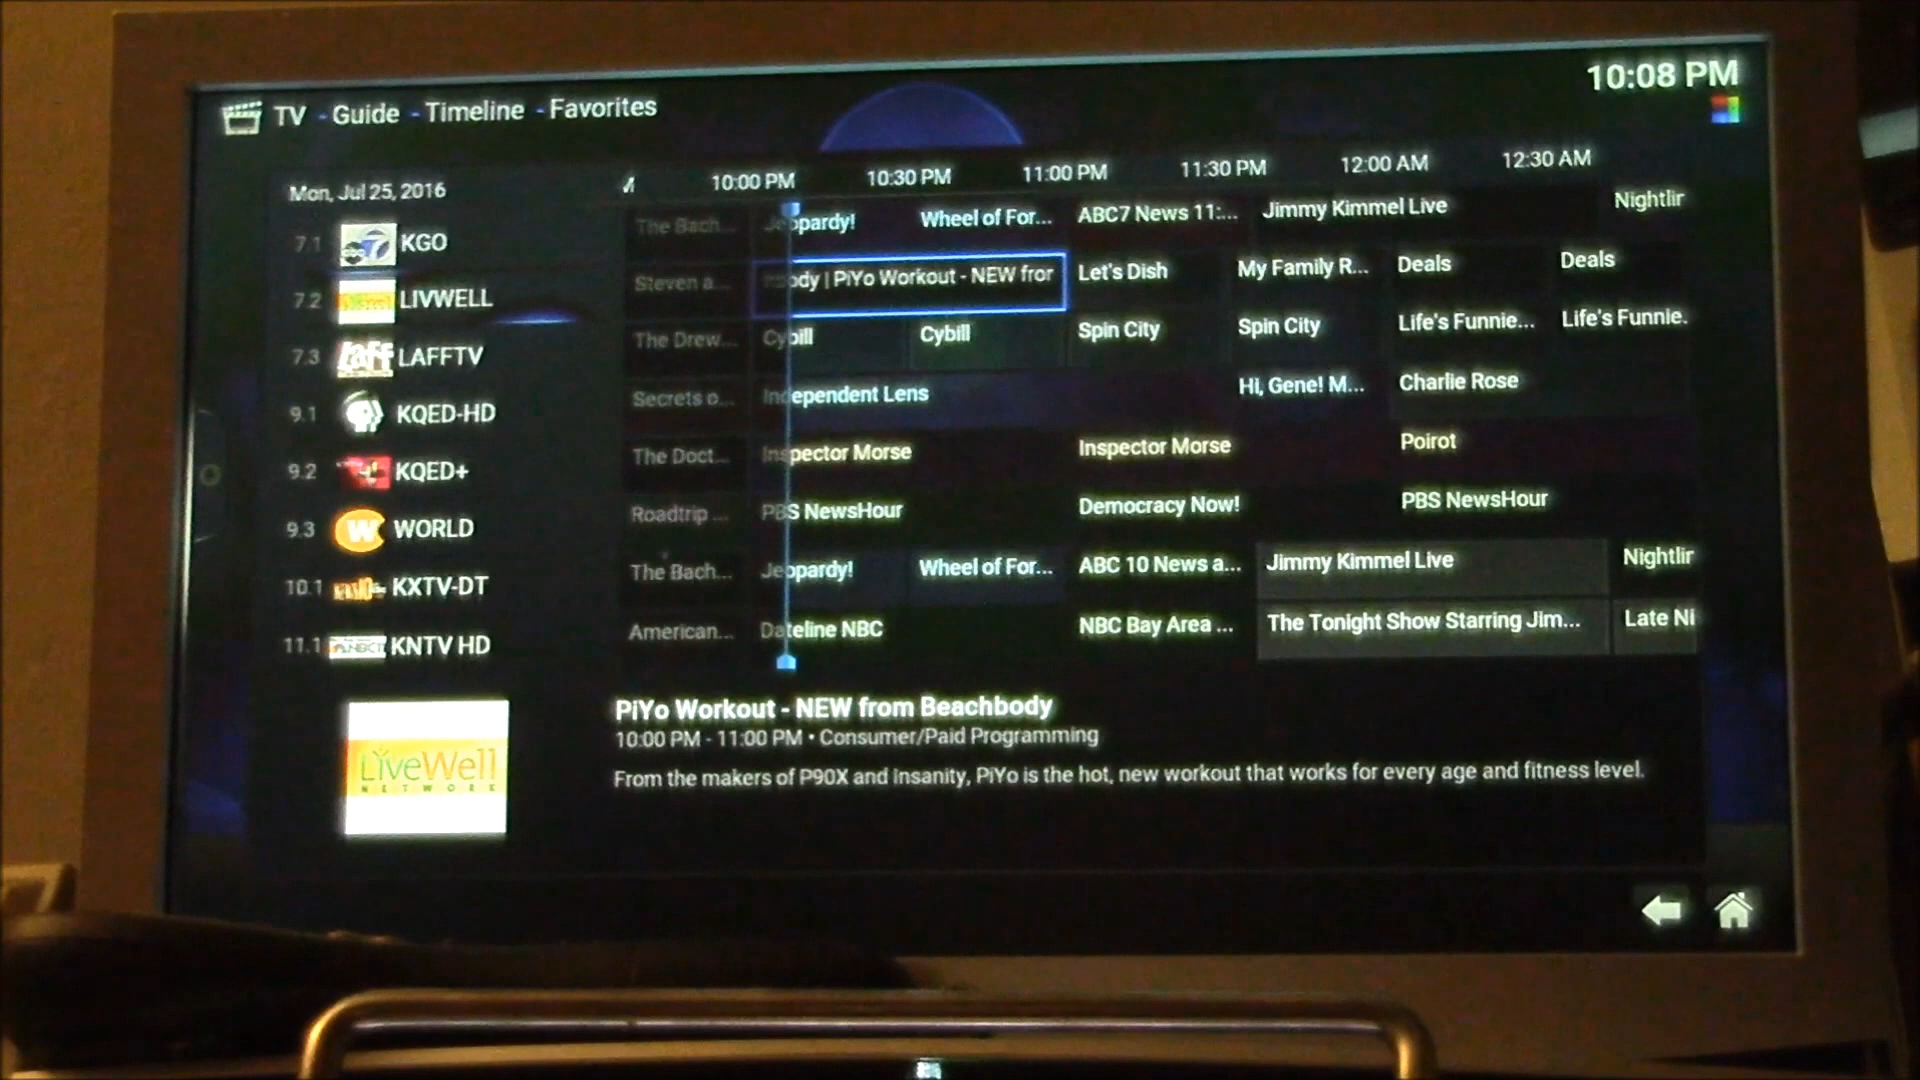 TV - Guide - Timeline - Favorites
10:08 PM
Mon, Jul 25, 2016
10:00 PM 10:30 PM 11:00 PM 11:30 PM 12:00 AM 12:30 AM
7.1 abc 7 KGO The Bach... Jeopardy! Wheel of For... ABC7 News 11:... Jimmy Kimmel Live Nightlir
7.2 LIVWELL Steven a... ody | PiYo Workout - NEW fror Let's Dish My Family R... Deals Deals
7.3 Laff LAFFTV The Drew... Cybill Cybill Spin City Spin City Life's Funnie... Life's Funnie.
9.1 KQED-HD Secrets o... Independent Lens Hi, Gene! M... Charlie Rose
9.2 KQED+ The Doct... Inspector Morse Inspector Morse Poirot
9.3 W WORLD Roadtrip ... PBS NewsHour Democracy Now! PBS NewsHour
10.1 KXTV-DT The Bach... Jeopardy! Wheel of For... ABC 10 News a... Jimmy Kimmel Live Nightlir
11.1 KNTV HD American... Dateline NBC NBC Bay Area ... The Tonight Show Starring Jim... Late Ni
PiYo Workout - NEW from Beachbody
10:00 PM - 11:00 PM • Consumer/Paid Programming
From the makers of P90X and Insanity, PiYo is the hot, new workout that works for every age and fitness level.
LiveWell
NETWORK